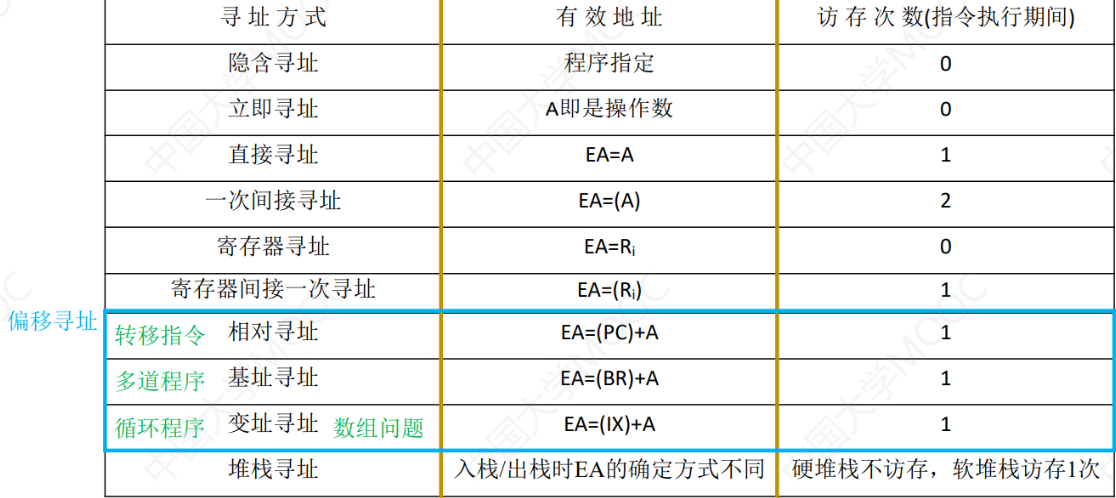 寻址方式 有效地址 访存次数(指令执行期间)
隐含寻址 程序指定 0
立即寻址 A即是操作数 0
直接寻址 EA=A 1
一次间接寻址 EA=(A) 2
寄存器寻址 EA=Rᵢ 0
寄存器间接一次寻址 EA=(Rᵢ) 1
偏移寻址
转移指令 相对寻址 EA=(PC)+A 1
多道程序 基址寻址 EA=(BR)+A 1
循环程序 变址寻址 数组问题 EA=(IX)+A 1
堆栈寻址 入栈/出栈时EA的确定方式不同 硬堆栈不访存，软堆栈访存1次
中国大学MOOC